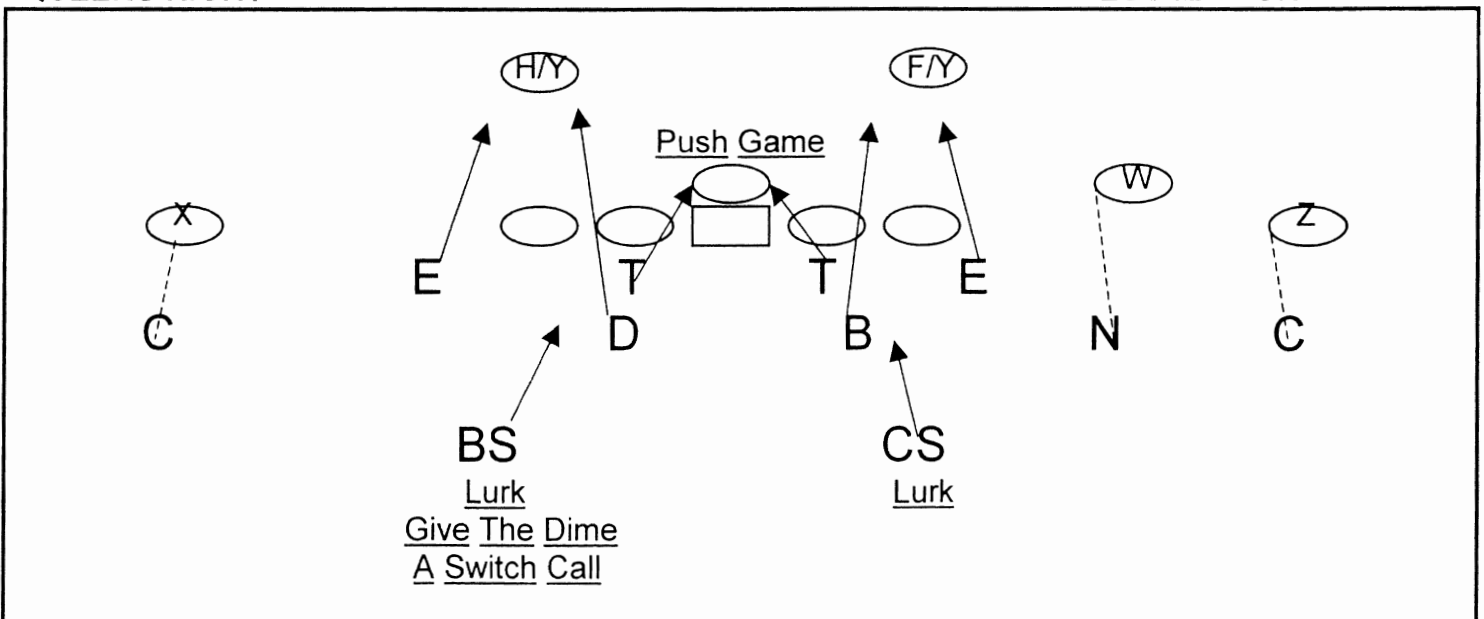 H/Y F/Y
Push Game
X W Z
E T T E
C D B N C
BS CS
Lurk Lurk
Give The Dime
A Switch Call